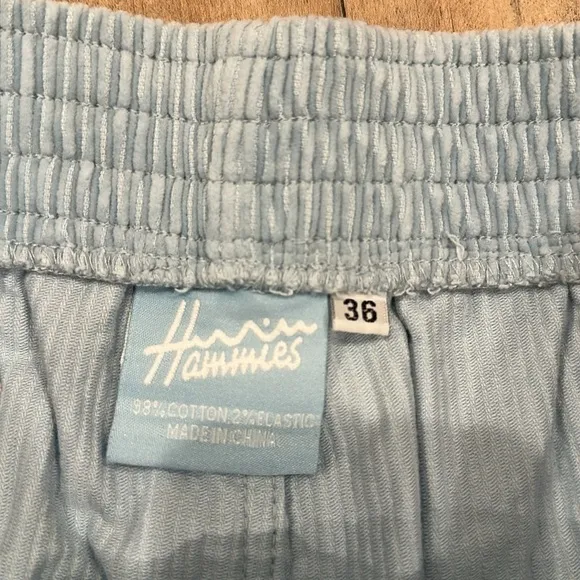 Hammies
36
98% COTTON 2% ELASTIC
MADE IN CHINA